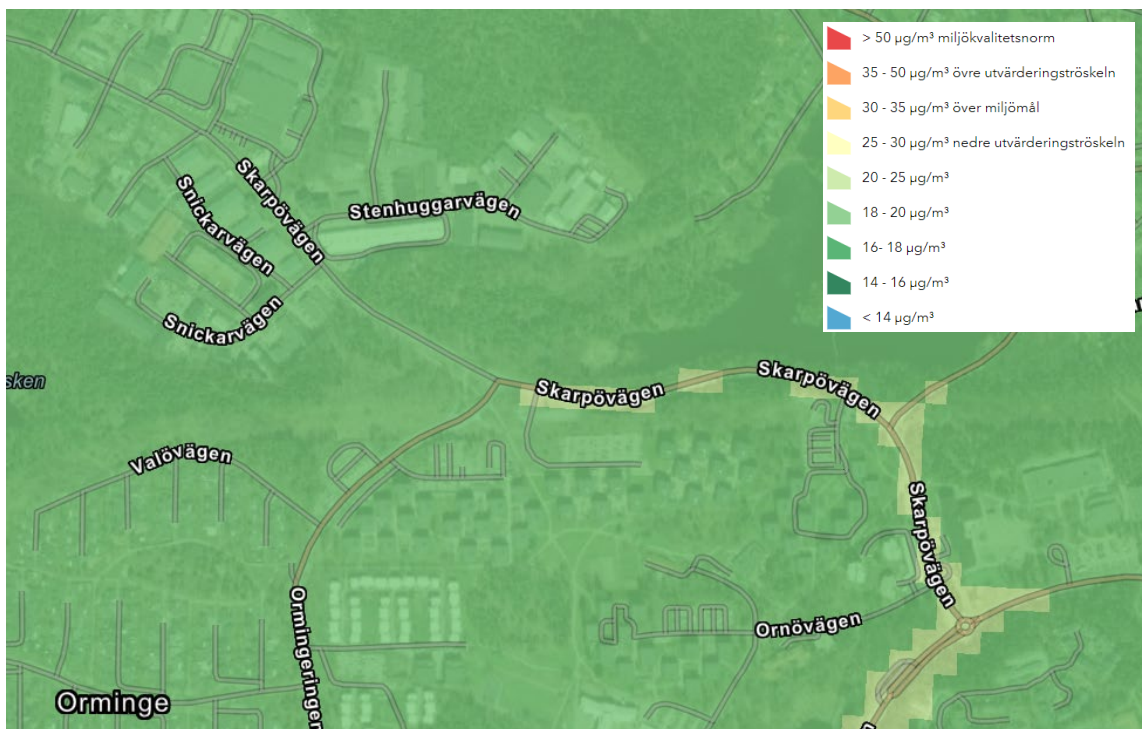 > 50 µg/m³ miljökvalitetsnorm
35 - 50 µg/m³ övre utvärderingströskeln
30 - 35 µg/m³ över miljömål
25 - 30 µg/m³ nedre utvärderingströskeln
20 - 25 µg/m³
18 - 20 µg/m³
16- 18 µg/m³
14 - 16 µg/m³
< 14 µg/m³
Skarpövägen
Snickarvägen
Stenhuggarvägen
Snickarvägen
sken
Skarpövägen
Skarpövägen
Valövägen
Skarpövägen
Ormingeringen
Ornövägen
Orminge